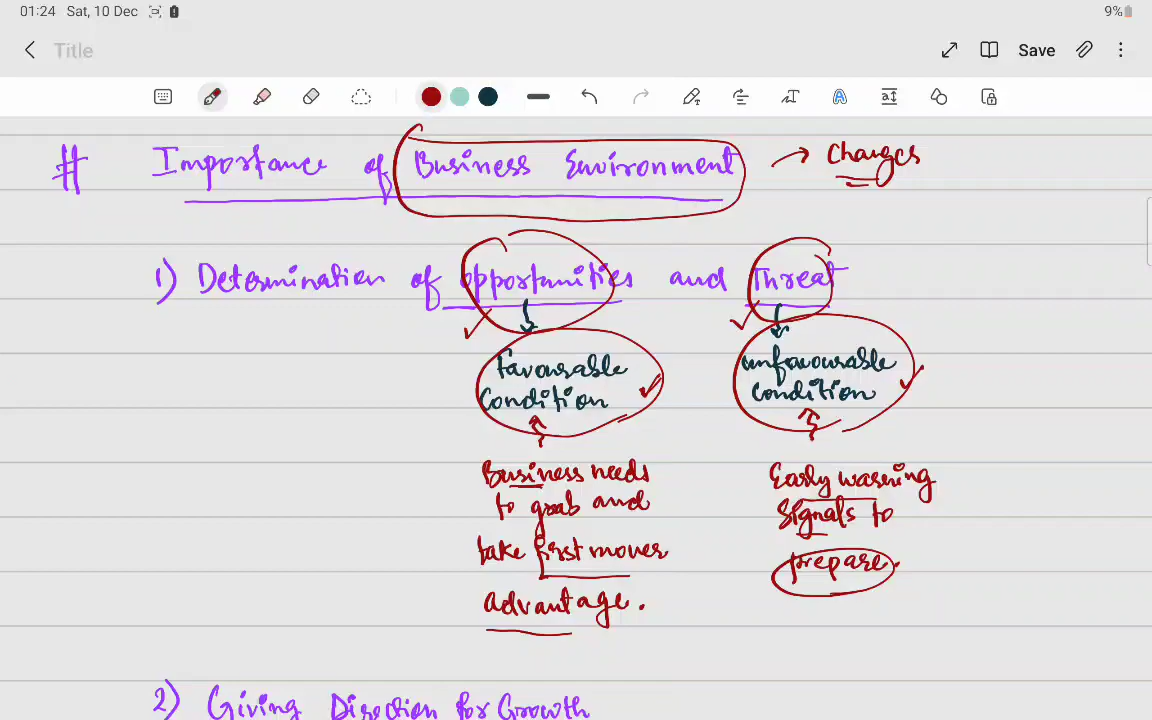 01:24 Sat, 10 Dec 9%
Title Save
# Importance of Business Environment → Changes
1) Determination of opportunities and Threat
favourable condition
unfavourable condition
Business needs
to grab and
take first mover
advantage.
Early warning
signals to
prepare.
2) Giving Direction for Growth